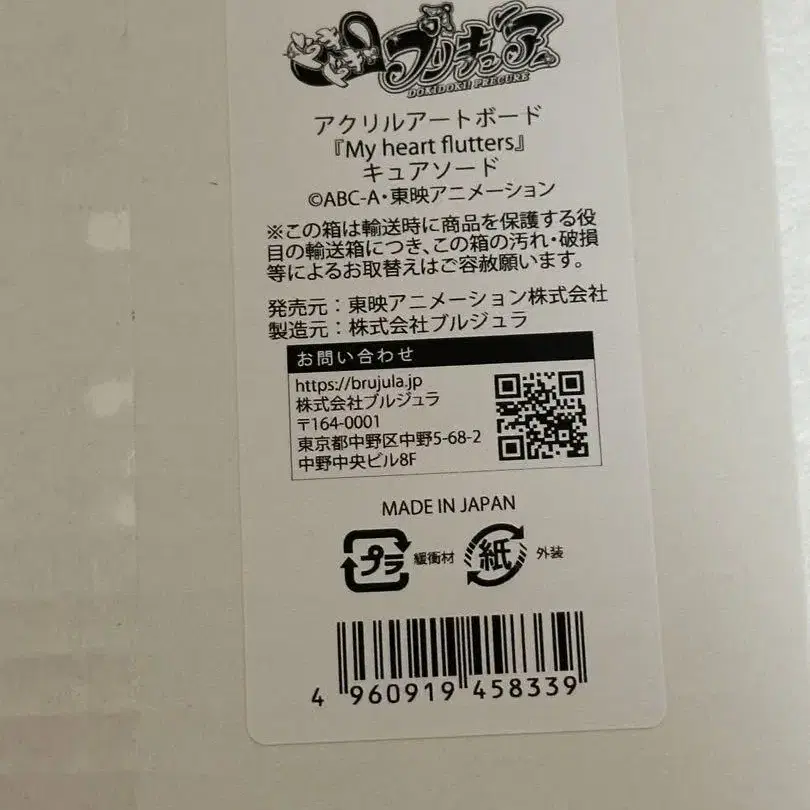 ドキドキ!プリキュア
DOKIDOKI! PRECURE
アクリルアートボード
『My heart flutters』
キュアソード
©ABC-A・東映アニメーション
※この箱は輸送時に商品を保護する役
目の輸送箱につき、この箱の汚れ・破損
等によるお取替えはご容赦願います。
発売元：東映アニメーション株式会社
製造元：株式会社ブルジュラ
お問い合わせ
https://brujula.jp
株式会社ブルジュラ
〒164-0001
東京都中野区中野5-68-2
中野中央ビル8F
MADE IN JAPAN
プラ 緩衝材 紙 外装
4 960919 458339